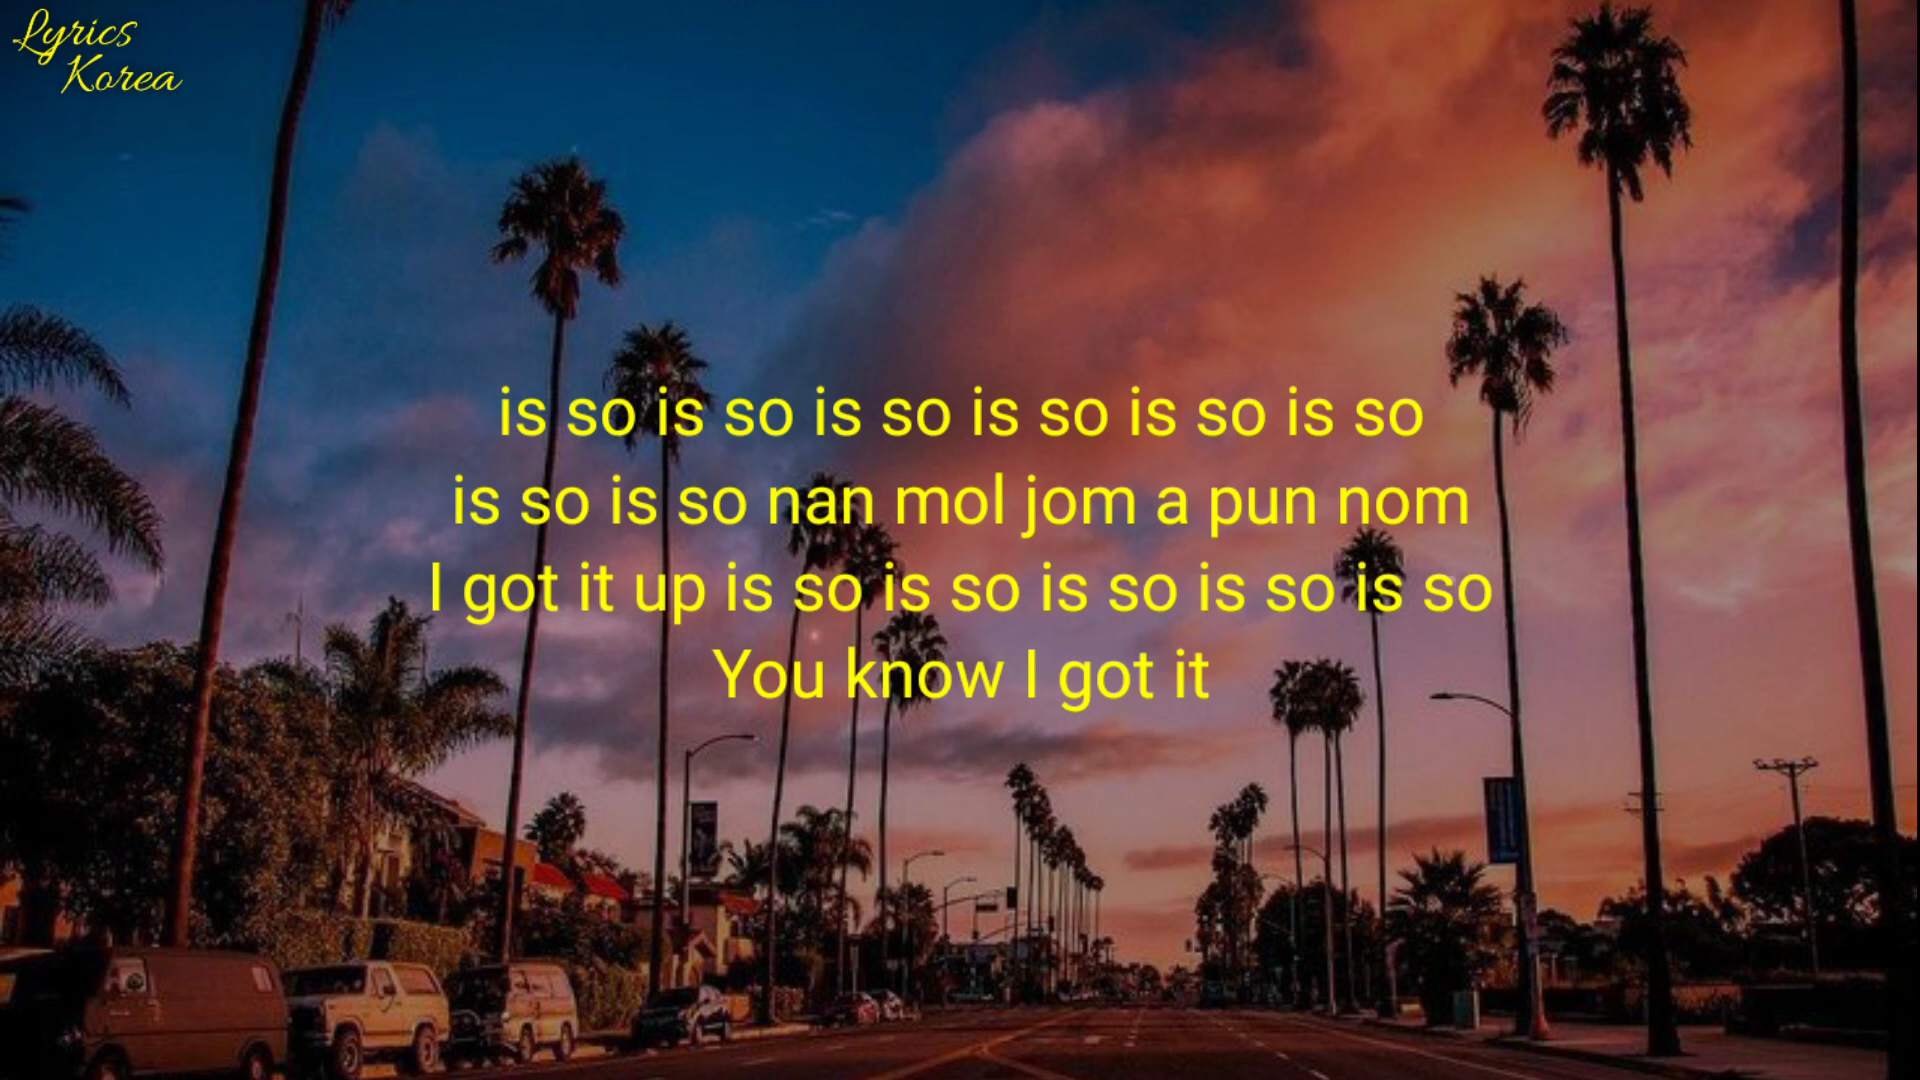 Lyrics
Korea
is so is so is so is so is so is so
is so is so nan mol jom a pun nom
I got it up is so is so is so is so is so
You know I got it